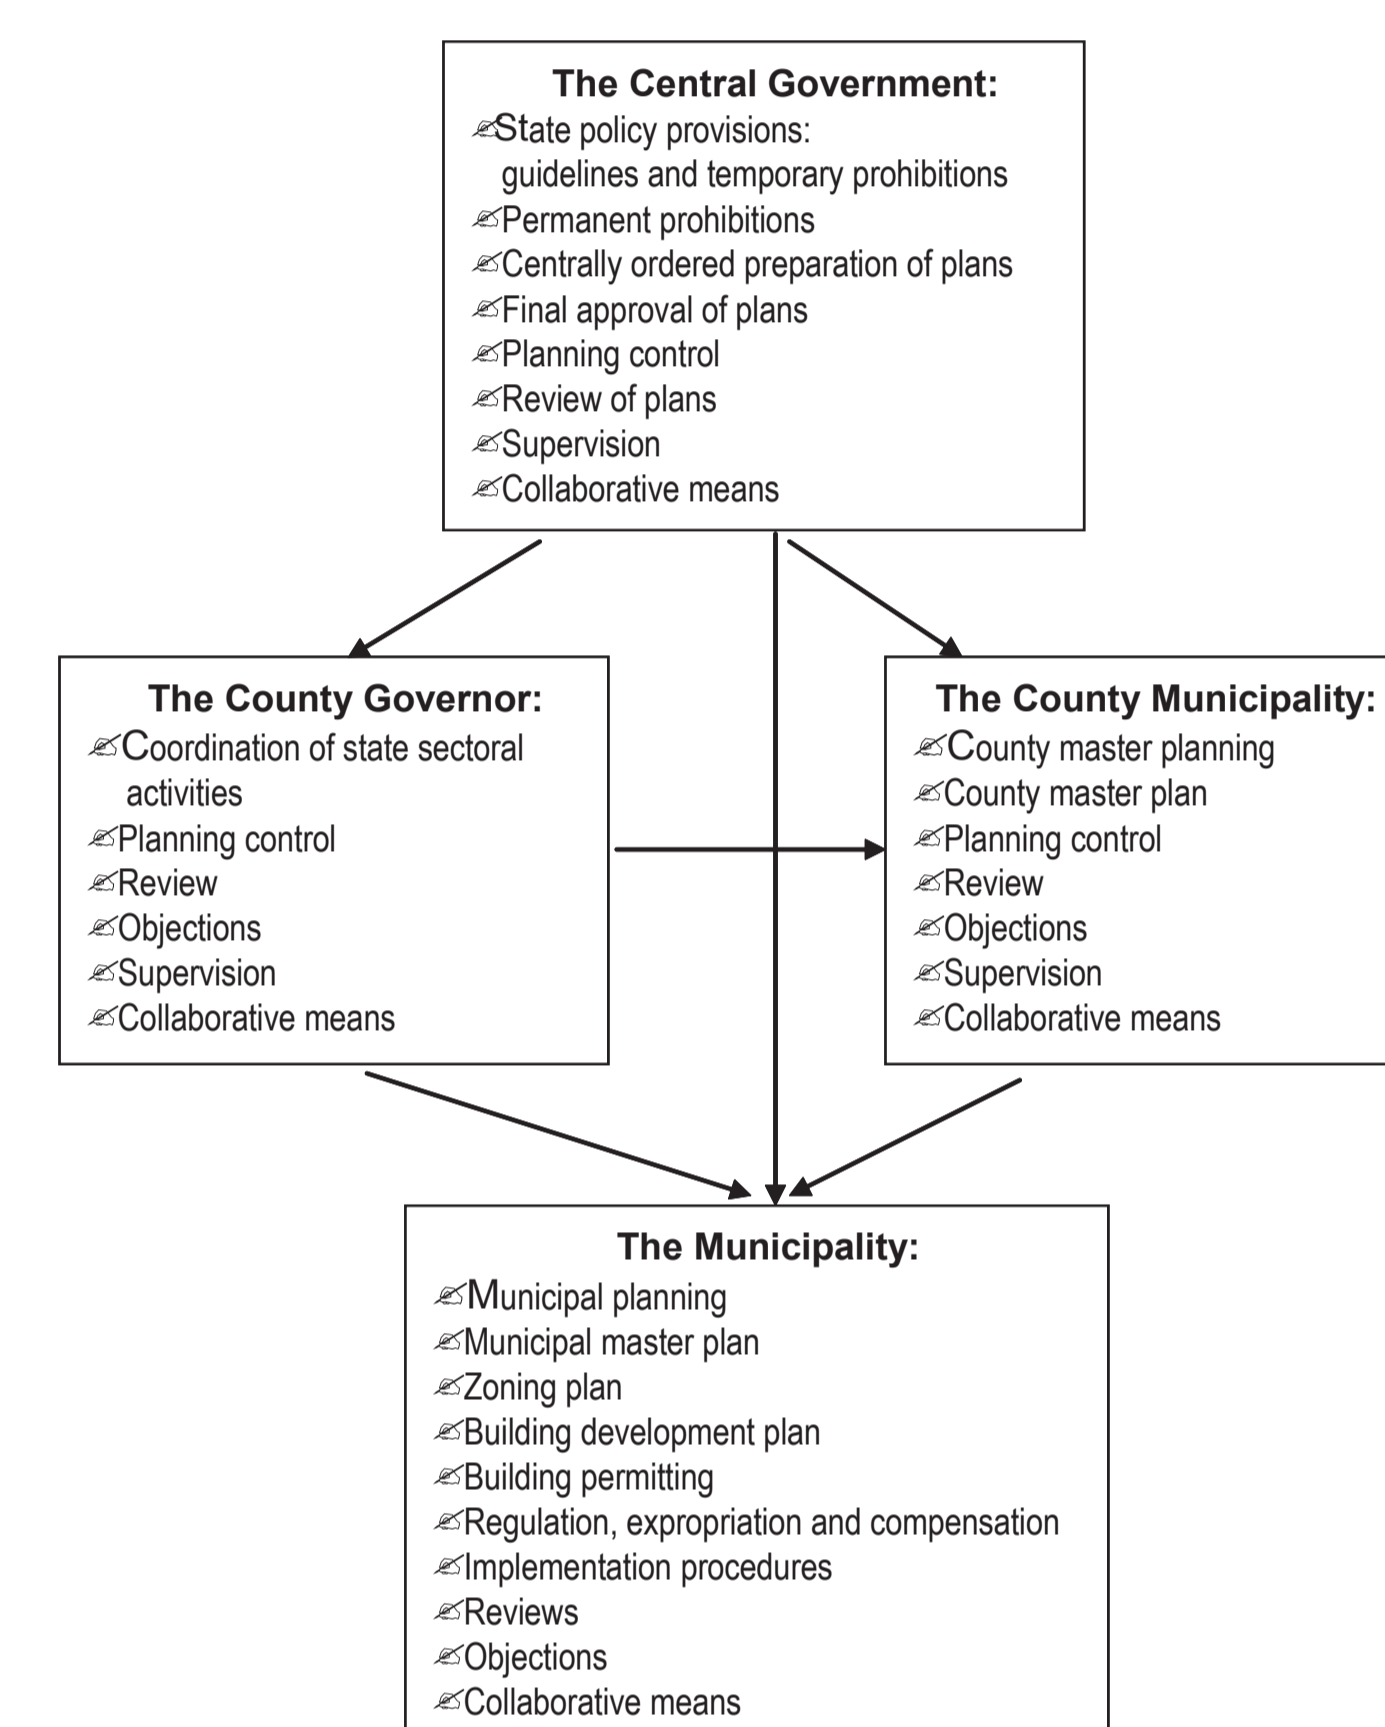 The Central Government:
State policy provisions:
guidelines and temporary prohibitions
Permanent prohibitions
Centrally ordered preparation of plans
Final approval of plans
Planning control
Review of plans
Supervision
Collaborative means
The County Governor:
Coordination of state sectoral
activities
Planning control
Review
Objections
Supervision
Collaborative means
The County Municipality:
County master planning
County master plan
Planning control
Review
Objections
Supervision
Collaborative means
The Municipality:
Municipal planning
Municipal master plan
Zoning plan
Building development plan
Building permitting
Regulation, expropriation and compensation
Implementation procedures
Reviews
Objections
Collaborative means